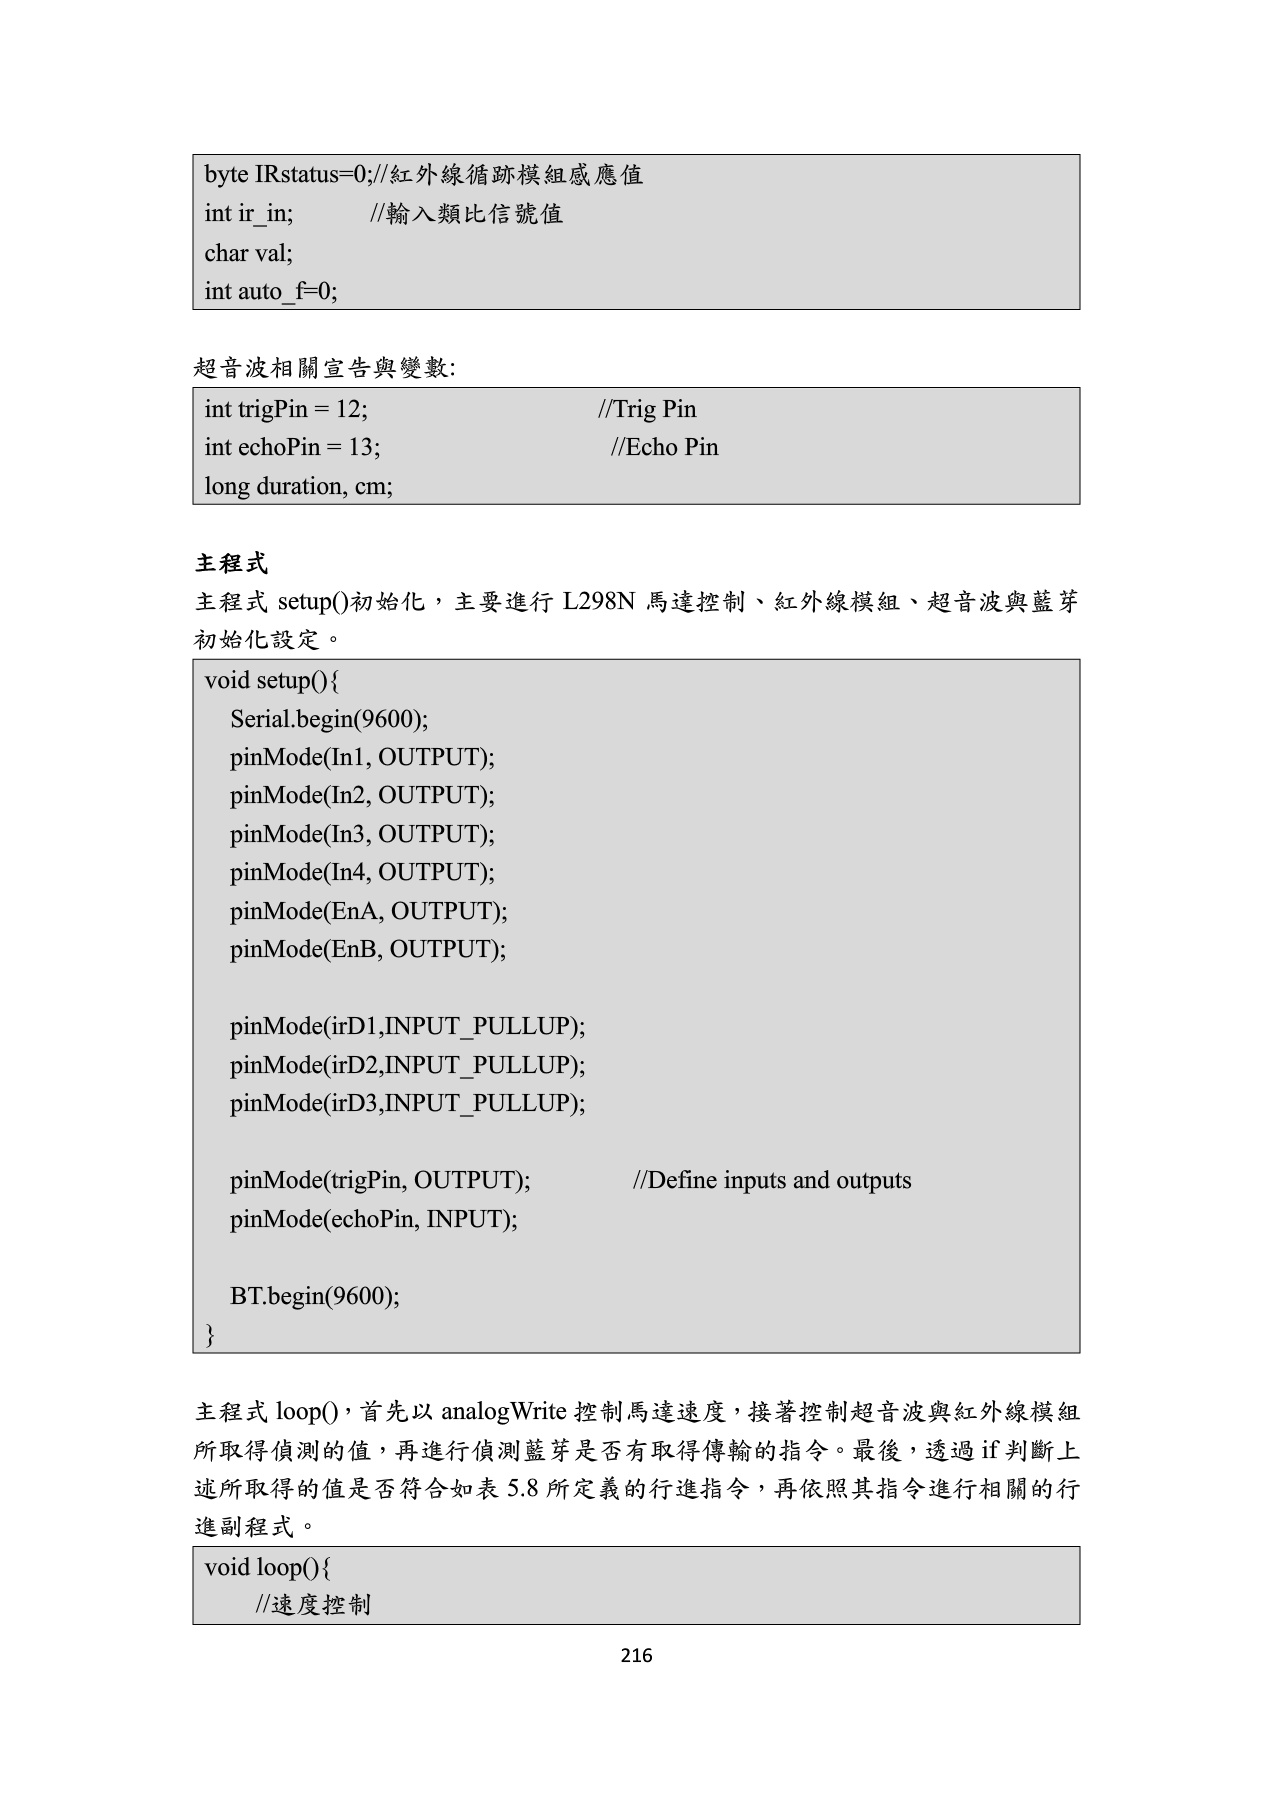 byte IRstatus=0;//紅外線循跡模組感應值
int ir_in;            //輸入類比信號值
char val;
int auto_f=0;
超音波相關宣告與變數:
int trigPin = 12;                                    //Trig Pin
int echoPin = 13;                                    //Echo Pin
long duration, cm;
主程式
主程式 setup()初始化，主要進行 L298N 馬達控制、紅外線模組、超音波與藍芽
初始化設定。
void setup(){
    Serial.begin(9600);
    pinMode(In1, OUTPUT);
    pinMode(In2, OUTPUT);
    pinMode(In3, OUTPUT);
    pinMode(In4, OUTPUT);
    pinMode(EnA, OUTPUT);
    pinMode(EnB, OUTPUT);
    pinMode(irD1,INPUT_PULLUP);
    pinMode(irD2,INPUT_PULLUP);
    pinMode(irD3,INPUT_PULLUP);
    pinMode(trigPin, OUTPUT);                //Define inputs and outputs
    pinMode(echoPin, INPUT);
    BT.begin(9600);
}
主程式 loop()，首先以 analogWrite 控制馬達速度，接著控制超音波與紅外線模組
所取得偵測的值，再進行偵測藍芽是否有取得傳輸的指令。最後，透過 if 判斷上
述所取得的值是否符合如表 5.8 所定義的行進指令，再依照其指令進行相關的行
進副程式。
void loop(){
        //速度控制
216